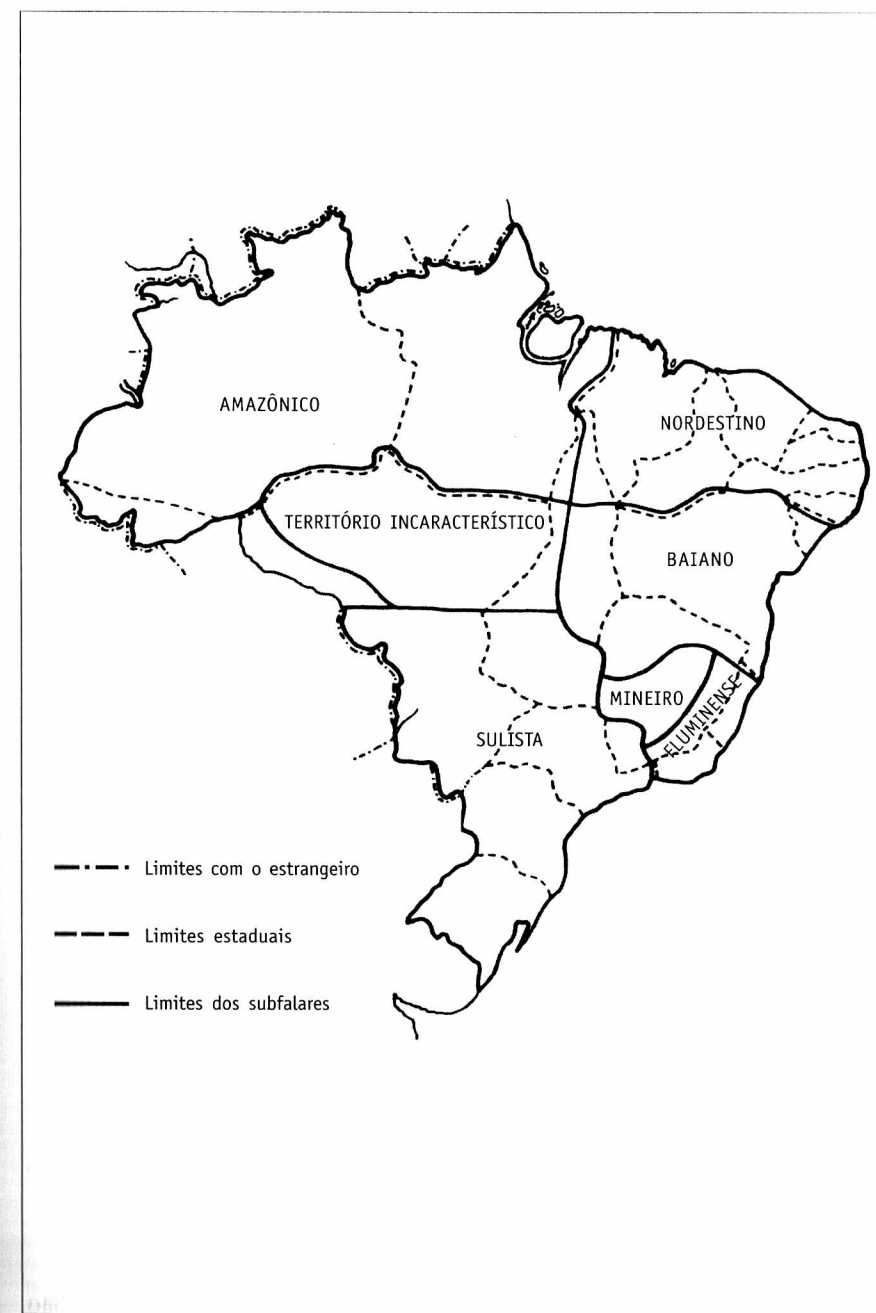 AMAZÔNICO
NORDESTINO
TERRITÓRIO INCARACTERÍSTICO
BAIANO
MINEIRO
FLUMINENSE
SULISTA
Limites com o estrangeiro
Limites estaduais
Limites dos subfalares